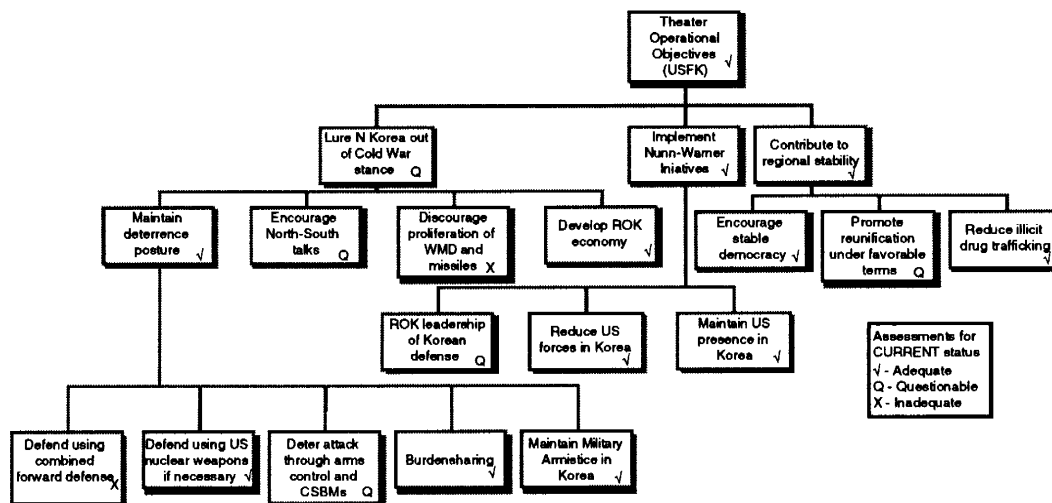 Theater
Operational
Objectives
(USFK) √
Lure N Korea out
of Cold War
stance Q
Implement
Nunn-Warner
Iniatives √
Contribute to
regional stability √
Maintain
deterrence
posture √
Encourage
North-South
talks Q
Discourage
proliferation of
WMD and
missiles X
Develop ROK
economy √
Encourage
stable
democracy √
Promote
reunification
under favorable
terms Q
Reduce illicit
drug trafficking √
ROK leadership
of Korean
defense Q
Reduce US
forces in Korea √
Maintain US
presence in
Korea √
Assessments for
CURRENT status
√ - Adequate
Q - Questionable
X - Inadequate
Defend using
combined
forward defense X
Defend using US
nuclear weapons
if necessary √
Deter attack
through arms
control and
CSBMs Q
Burdensharing √
Maintain Military
Armistice in
Korea √